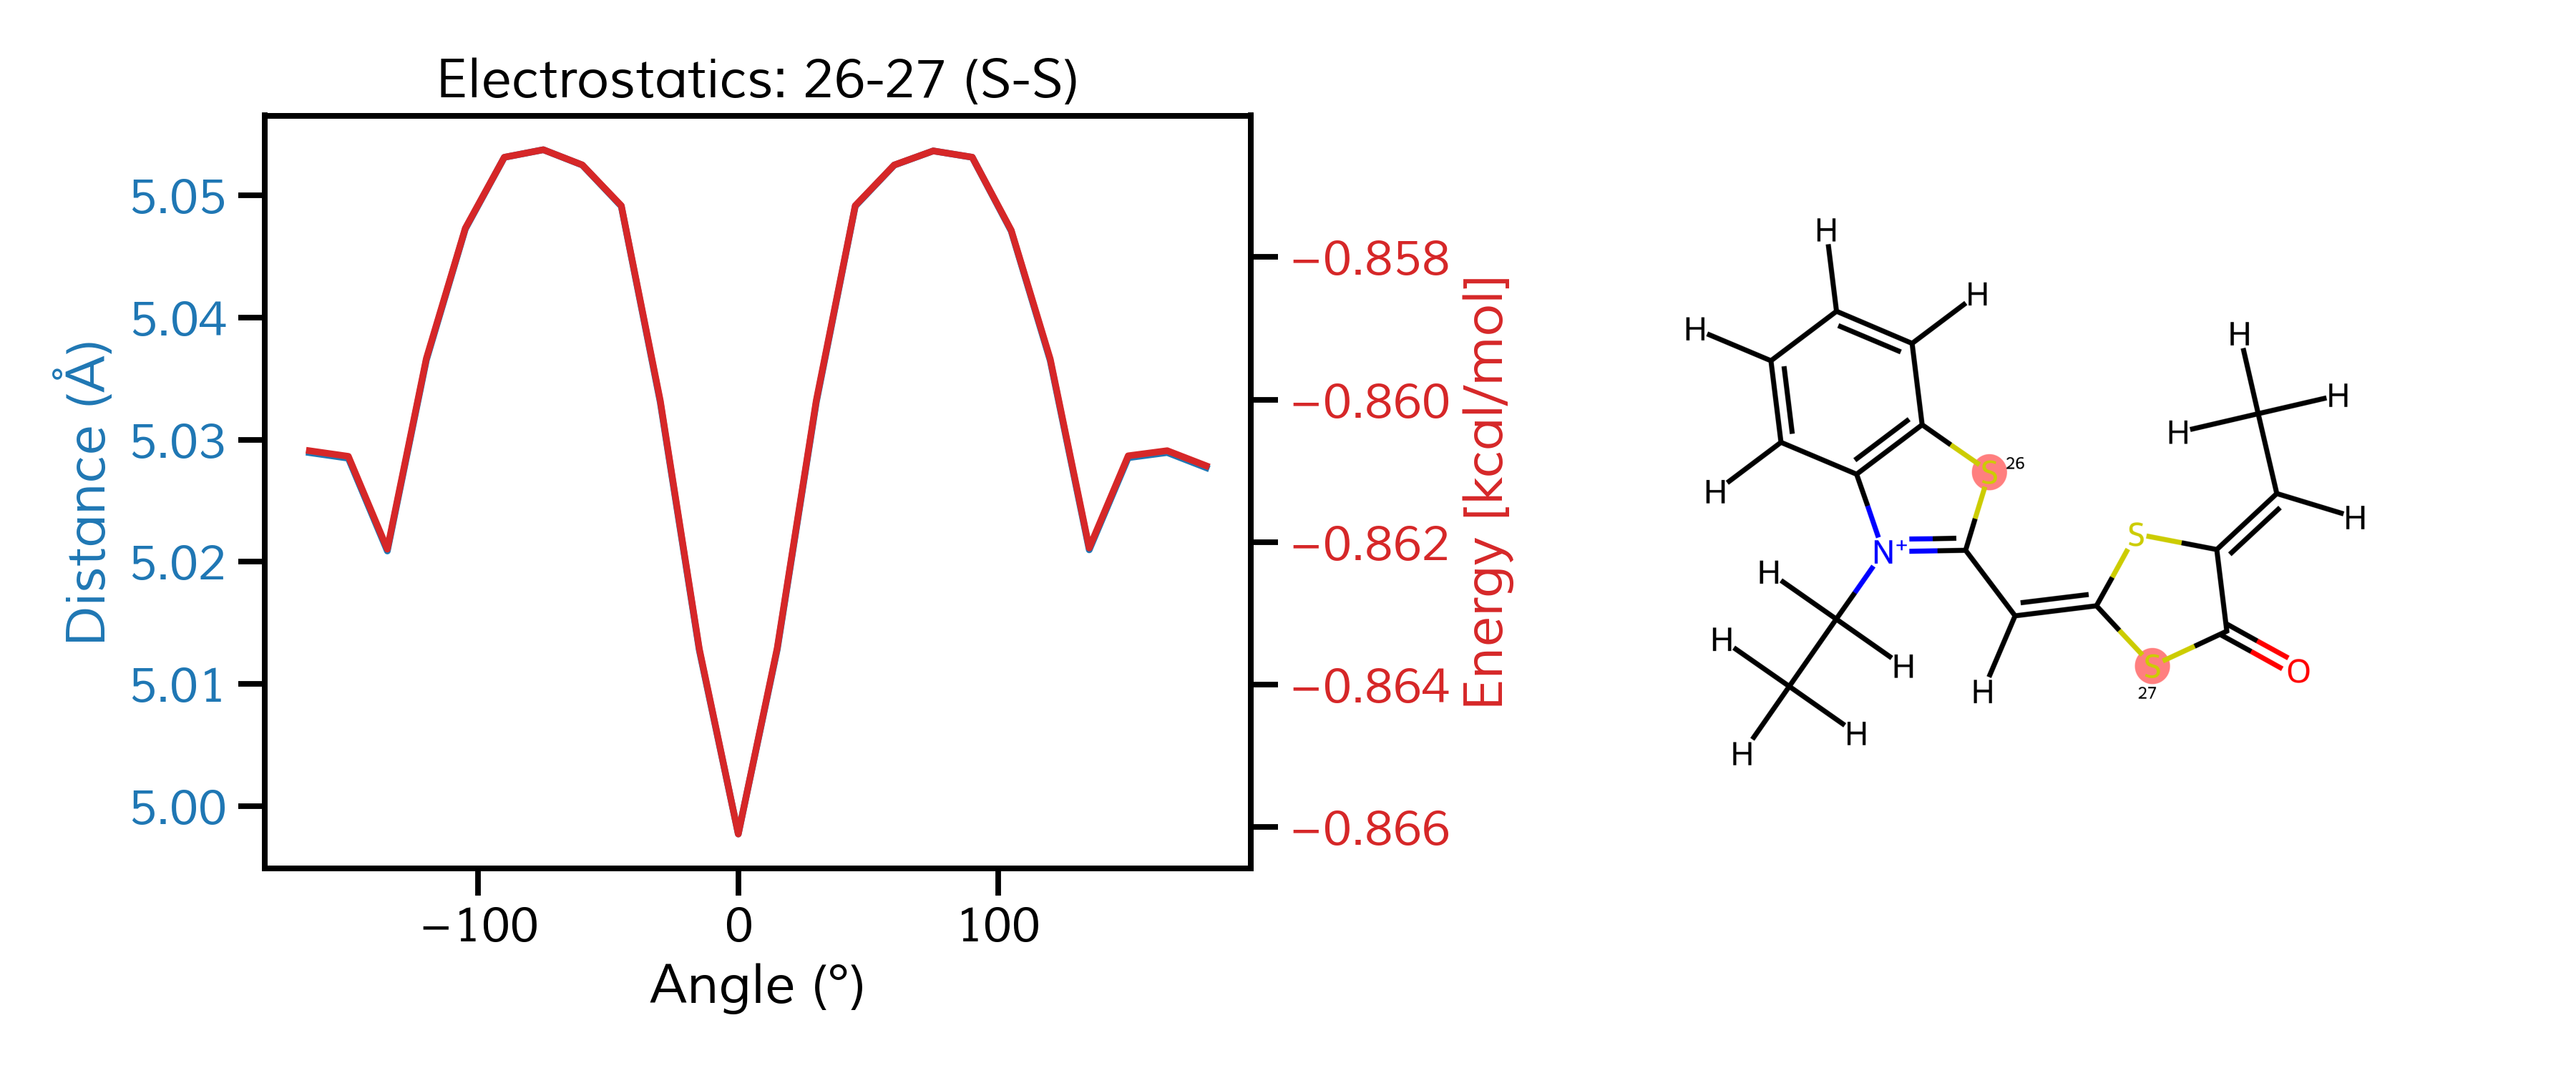 Electrostatics: 26-27 (S-S)
Distance (Å)
5.05
5.04
5.03
5.02
5.01
5.00
−100
0
100
Angle (°)
−0.858
−0.860
−0.862
−0.864
−0.866
Energy [kcal/mol]
H
H
H
H
H
H
S 26
H
S
H
N+
H
H
H
S
27
O
H
H
H
H